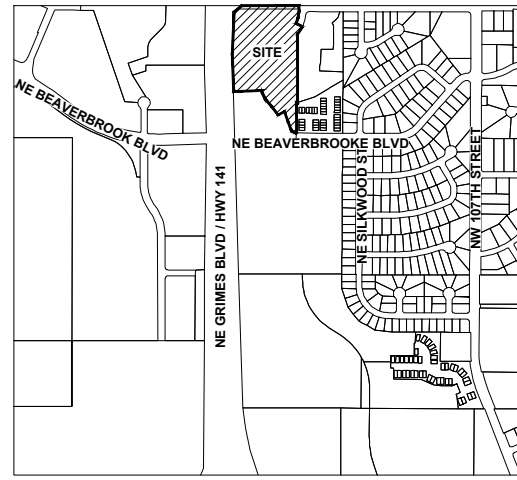 SITE
NE BEAVERBROOK BLVD
NE BEAVERBROOKE BLVD
NE GRIMES BLVD / HWY 141
NE SILKWOOD ST
NW 107TH STREET